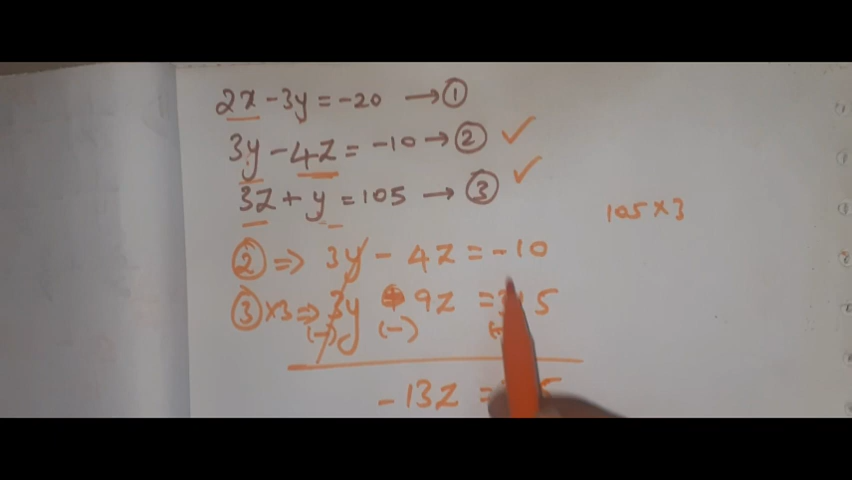 2x - 3y = -20 → ①
3y - 4z = -10 → ② ✓
3z + y = 105 → ③ ✓
105 × 3
② ⇒ 3y - 4z = -10
③ ×3 ⇒ 3y + 9z = 315
(-) (-)
-13z =